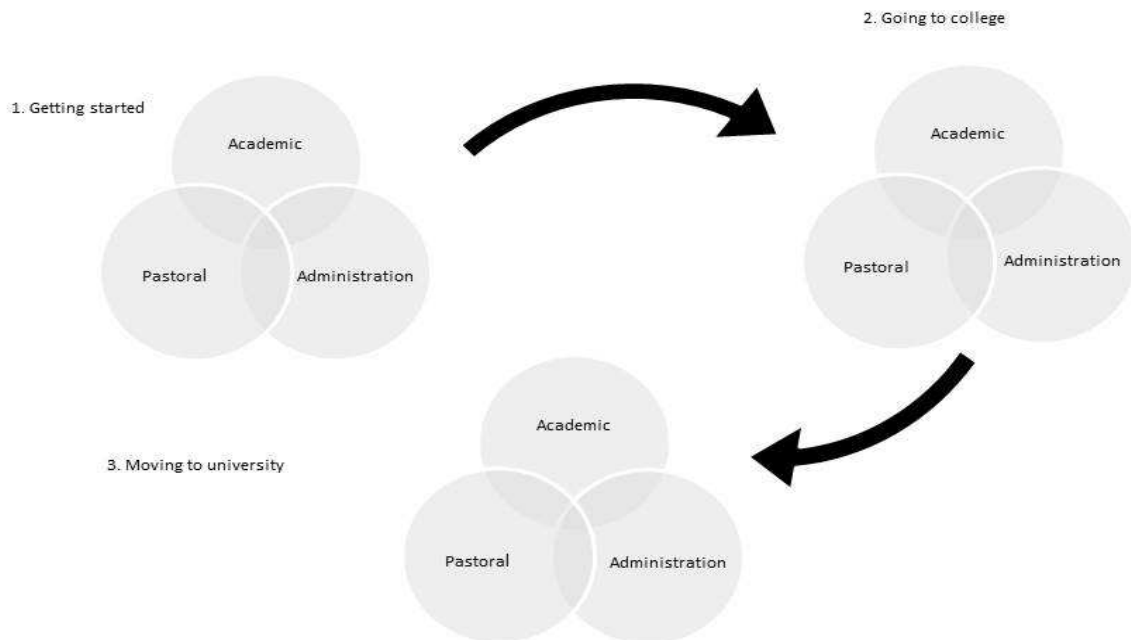 1. Getting started
Academic
Pastoral
Administration
2. Going to college
Academic
Pastoral
Administration
3. Moving to university
Academic
Pastoral
Administration